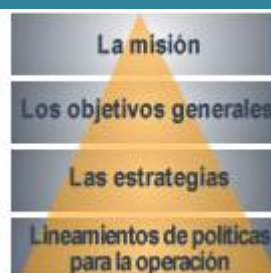 La misión
Los objetivos generales
Las estrategias
Lineamientos de políticas
para la operación